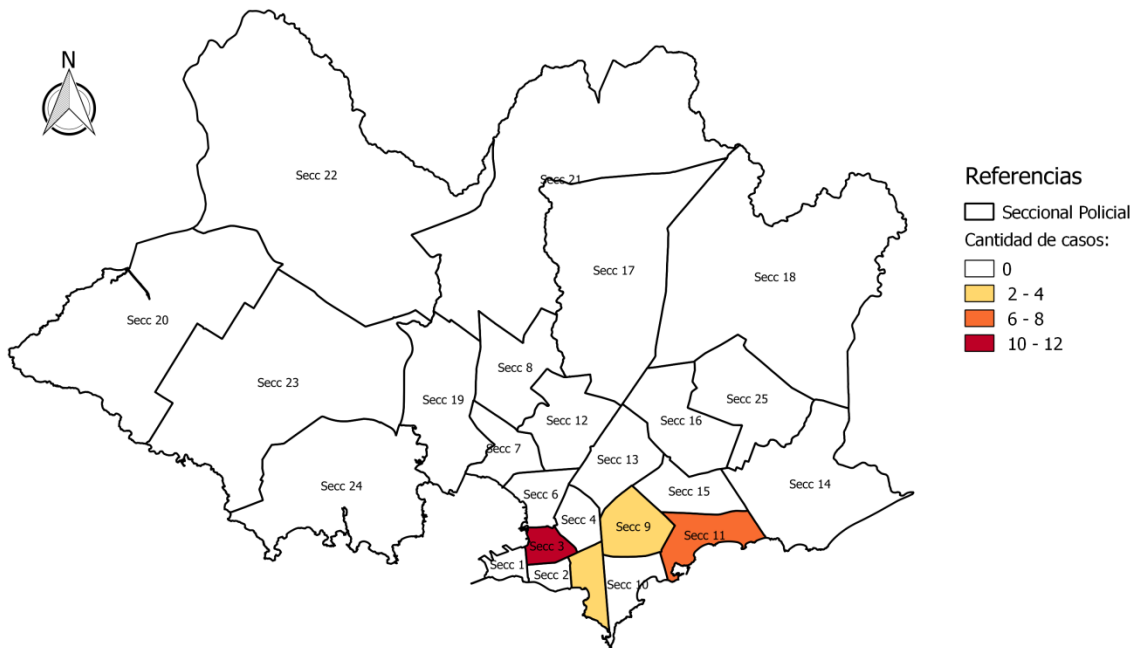 N
Secc 22
Secc 21
Secc 17
Secc 18
Secc 20
Secc 23
Secc 19
Secc 8
Secc 12
Secc 7
Secc 16
Secc 25
Secc 13
Secc 24
Secc 6
Secc 4
Secc 15
Secc 14
Secc 9
Secc 11
Secc 3
Secc 1
Secc 2
Secc 10
Referencias
Seccional Policial
Cantidad de casos:
0
2 - 4
6 - 8
10 - 12